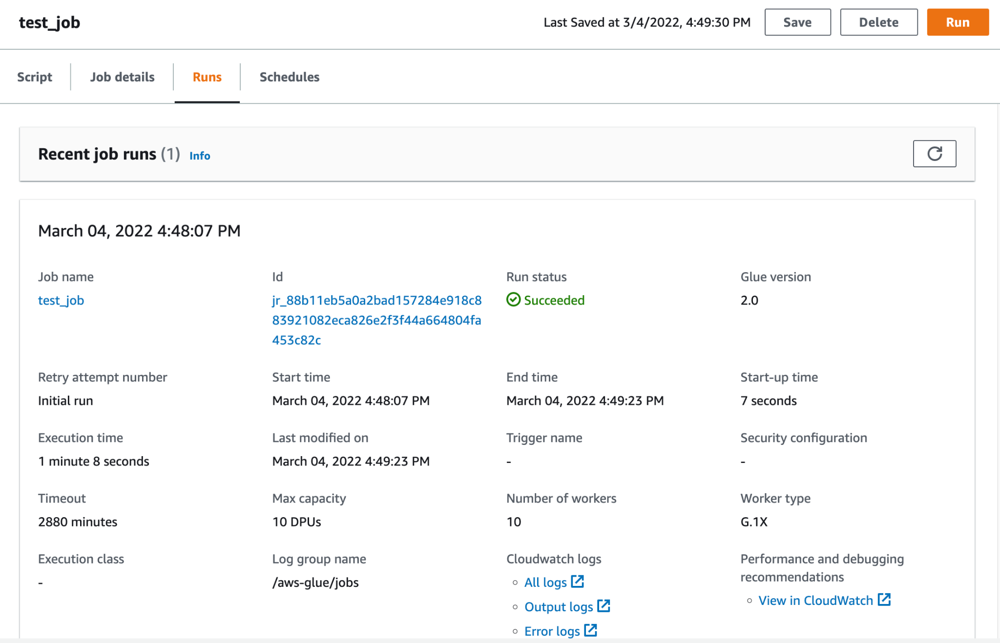 test_job
Last Saved at 3/4/2022, 4:49:30 PM
Save
Delete
Run
Script
Job details
Runs
Schedules
Recent job runs (1) Info
March 04, 2022 4:48:07 PM
Job name
test_job
Id
jr_88b11eb5a0a2bad157284e918c8
83921082eca826e2f3f44a664804fa
453c82c
Run status
Succeeded
Glue version
2.0
Retry attempt number
Initial run
Start time
March 04, 2022 4:48:07 PM
End time
March 04, 2022 4:49:23 PM
Start-up time
7 seconds
Execution time
1 minute 8 seconds
Last modified on
March 04, 2022 4:49:23 PM
Trigger name
-
Security configuration
-
Timeout
2880 minutes
Max capacity
10 DPUs
Number of workers
10
Worker type
G.1X
Execution class
-
Log group name
/aws-glue/jobs
Cloudwatch logs
All logs
Output logs
Error logs
Performance and debugging
recommendations
View in CloudWatch